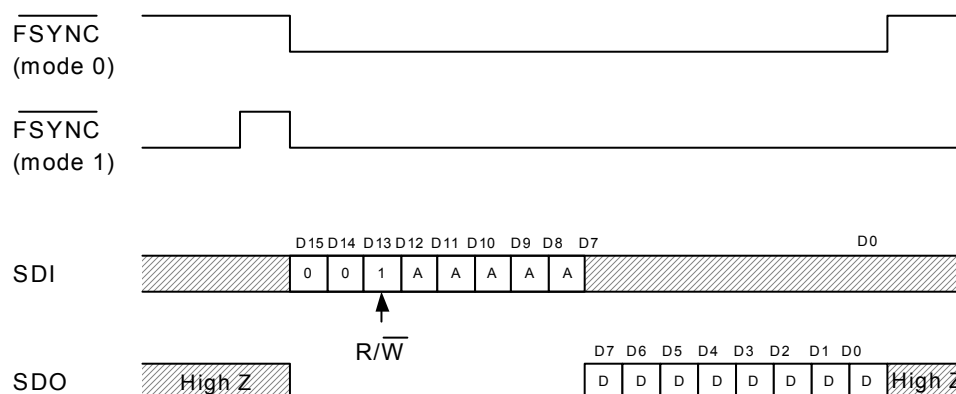 FSYNC
(mode 0)
FSYNC
(mode 1)
D15 D14 D13 D12 D11 D10 D9 D8 D7 D0
SDI 0 0 1 A A A A A
R/W
D7 D6 D5 D4 D3 D2 D1 D0
SDO High Z D D D D D D D D High Z